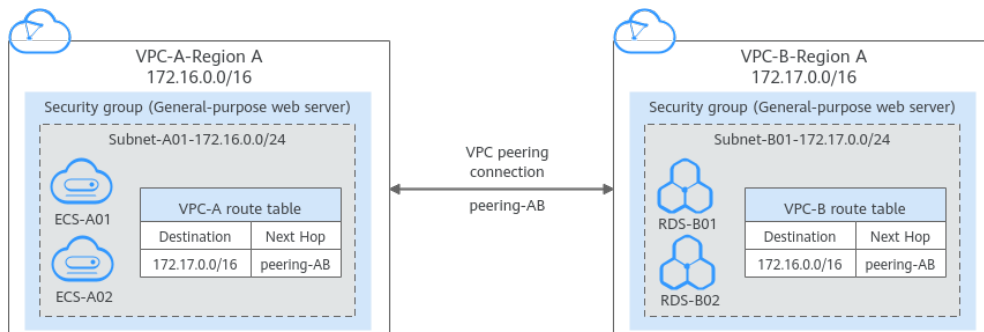 VPC-A-Region A
172.16.0.0/16
Security group (General-purpose web server)
Subnet-A01-172.16.0.0/24
ECS-A01
ECS-A02
VPC-A route table
Destination Next Hop
172.17.0.0/16 peering-AB
VPC peering
connection
peering-AB
VPC-B-Region A
172.17.0.0/16
Security group (General-purpose web server)
Subnet-B01-172.17.0.0/24
RDS-B01
RDS-B02
VPC-B route table
Destination Next Hop
172.16.0.0/16 peering-AB